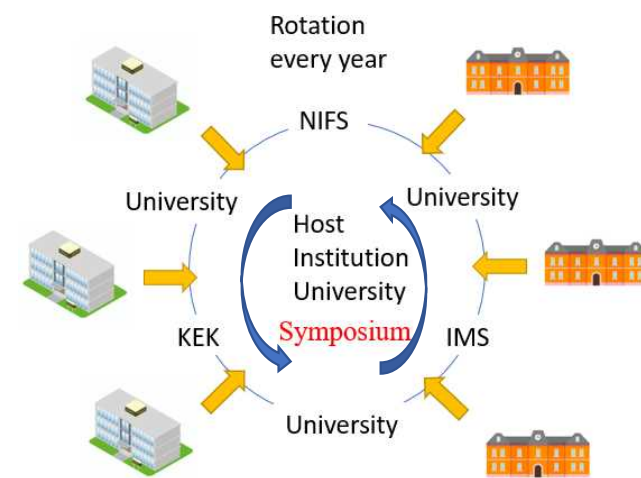 Rotation
every year
NIFS
University
University
Host
Institution
University
Symposium
KEK
IMS
University